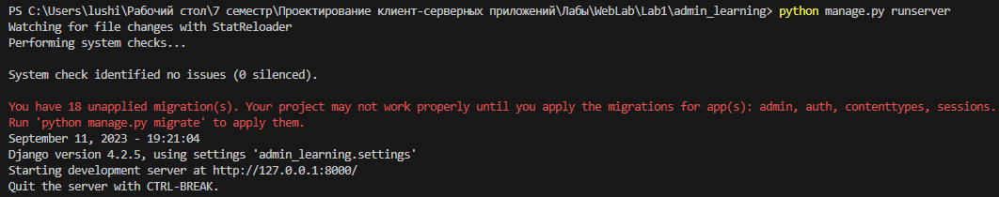 PS C:\Users\lushi\Рабочий стол\7 семестр\Проектирование клиент-серверных приложений\Лабы\WebLab\Lab1\admin_learning> python manage.py runserver
Watching for file changes with StatReloader
Performing system checks...
System check identified no issues (0 silenced).
You have 18 unapplied migration(s). Your project may not work properly until you apply the migrations for app(s): admin, auth, contenttypes, sessions.
Run 'python manage.py migrate' to apply them.
September 11, 2023 - 19:21:04
Django version 4.2.5, using settings 'admin_learning.settings'
Starting development server at http://127.0.0.1:8000/
Quit the server with CTRL-BREAK.